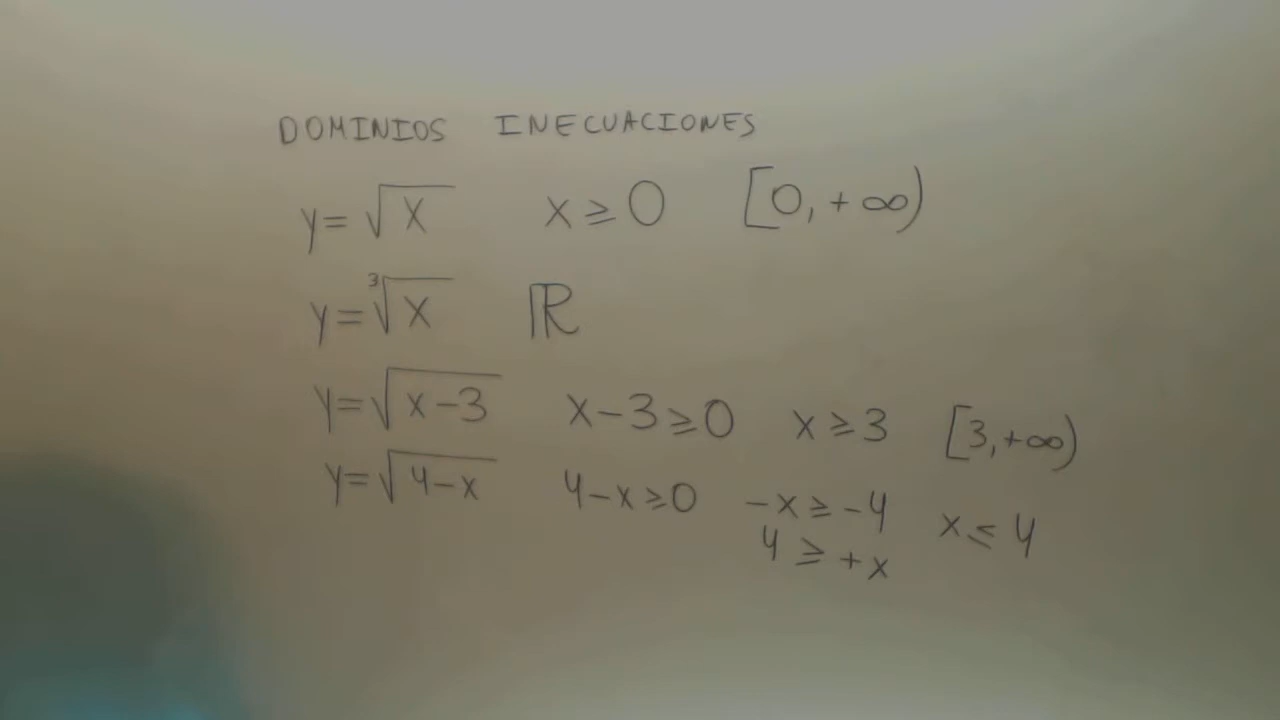 DOMINIOS INECUACIONES
y=√x x≥0 [0,+∞)
y=∛x ℝ
y=√(x-3) x-3≥0 x≥3 [3,+∞)
y=√(4-x) 4-x≥0 -x≥-4 x≤4
4≥+x